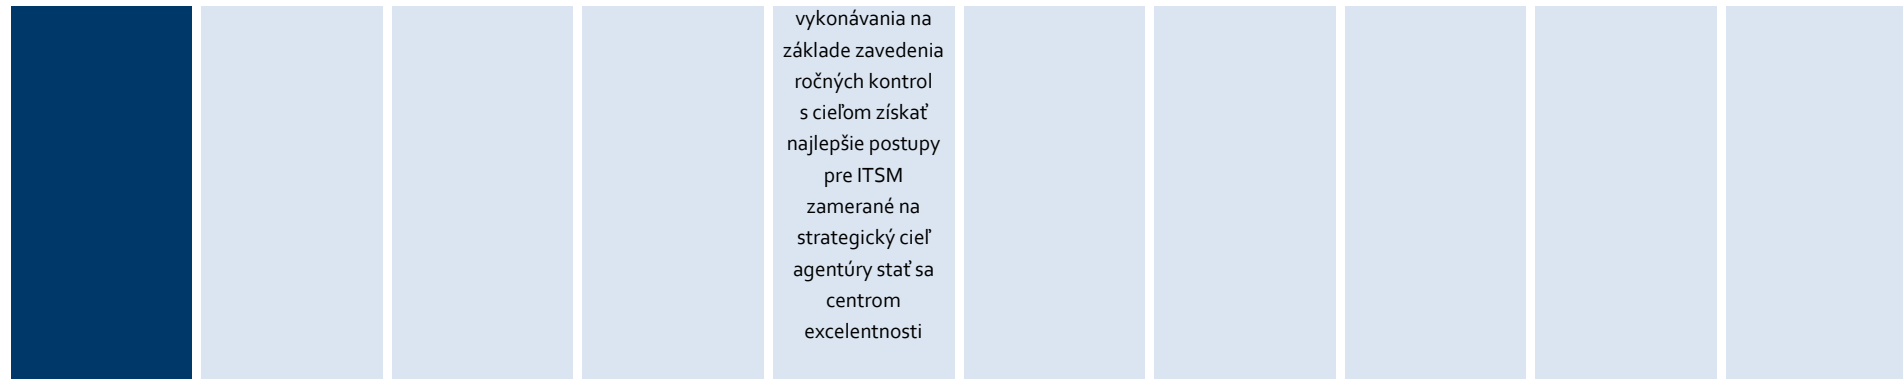 vykonávania na
základe zavedenia
ročných kontrol
s cieľom získať
najlepšie postupy
pre ITSM
zamerané na
strategický cieľ
agentúry stať sa
centrom
excelentnosti